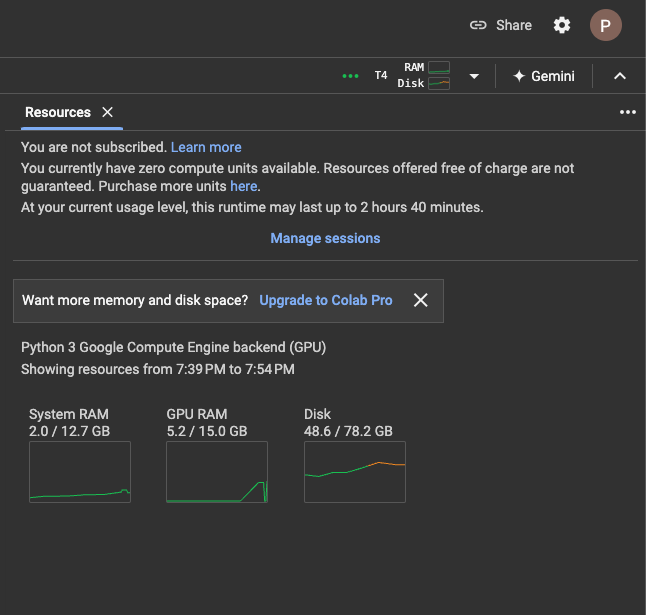 Share
P
T4
RAM
Disk
Gemini
Resources
You are not subscribed. Learn more
You currently have zero compute units available. Resources offered free of charge are not
guaranteed. Purchase more units here.
At your current usage level, this runtime may last up to 2 hours 40 minutes.
Manage sessions
Want more memory and disk space? Upgrade to Colab Pro
Python 3 Google Compute Engine backend (GPU)
Showing resources from 7:39 PM to 7:54 PM
System RAM
2.0 / 12.7 GB
GPU RAM
5.2 / 15.0 GB
Disk
48.6 / 78.2 GB